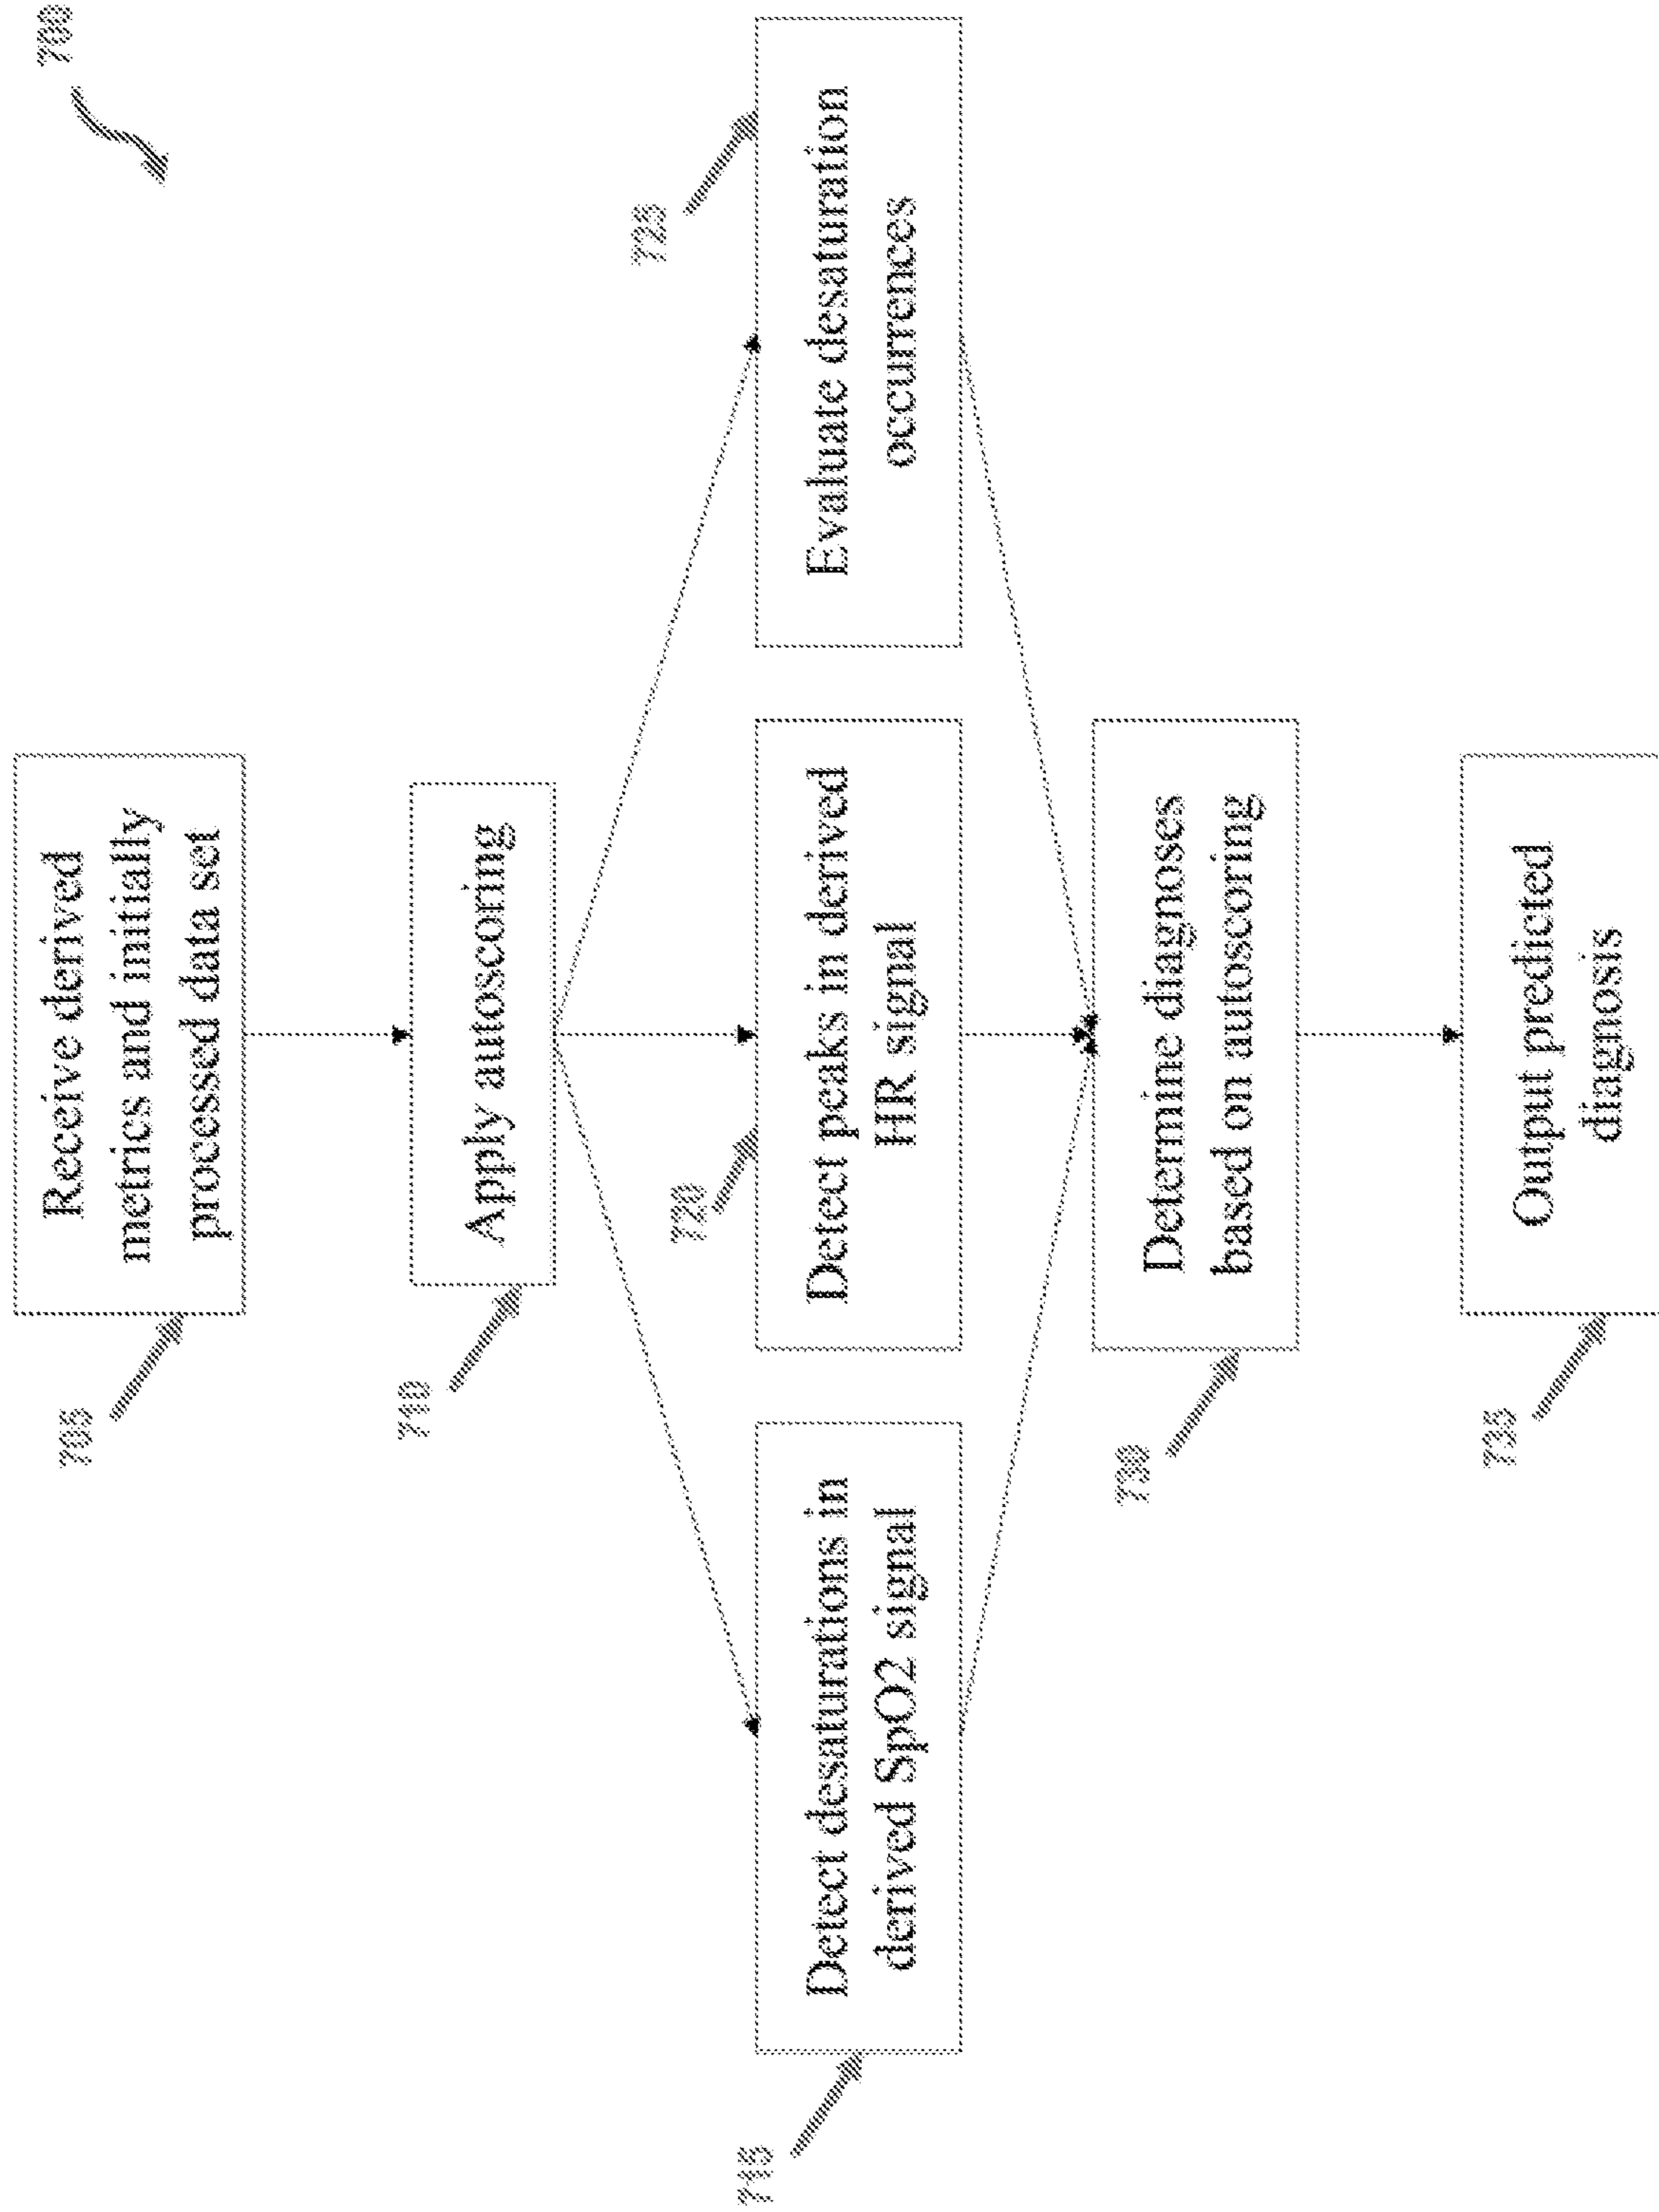 700
705
Receive derived
metrics and initially
processed data set
710
Apply autoscoring
715
Detect desaturations in
derived SpO2 signal
720
Detect peaks in derived
HR signal
725
Evaluate desaturation
occurrences
730
Determine diagnoses
based on autoscoring
735
Output predicted
diagnosis